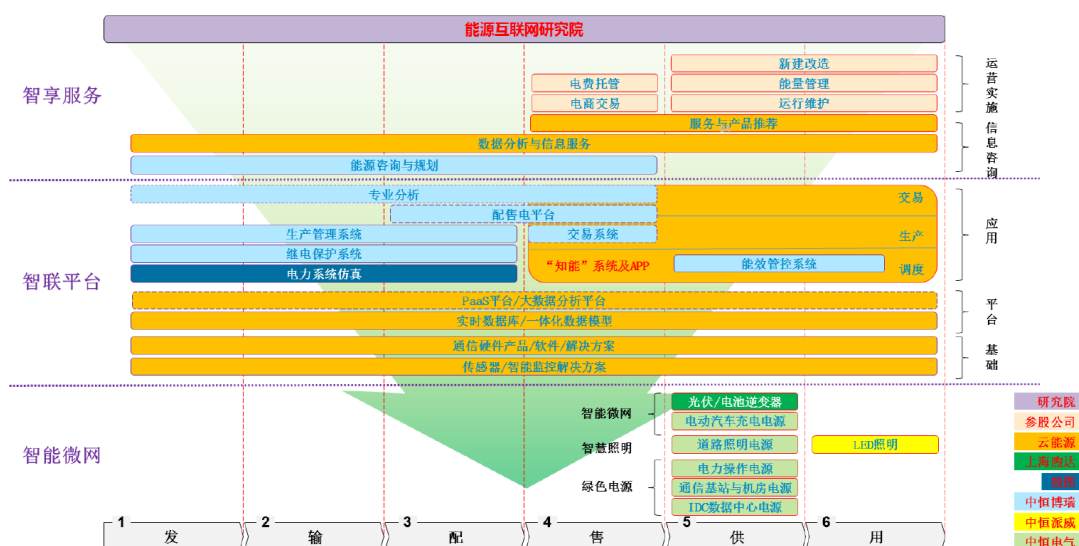 能源互联网研究院
智享服务
新建改造
电费托管
能量管理
电商交易
运行维护
运营实施
服务与产品推荐
数据分析与信息服务
能源咨询与规划
信息咨询
智联平台
专业分析
交易
配售电平台
生产管理系统
交易系统
生产
继电保护系统
“知能”系统及APP
能效管控系统
调度
电力系统仿真
应用
PaaS平台/大数据分析平台
实时数据库/一体化数据模型
平台
通信硬件产品/软件/解决方案
传感器/智能监控解决方案
基础
智能微网
智能微网
光伏/电池逆变器
电动汽车充电电源
智慧照明
道路照明电源
LED照明
绿色电源
电力操作电源
通信基站与机房电源
IDC数据中心电源
研究院
参股公司
云能源
中恒博瑞
中恒派威
中恒电气
1 发
2 输
3 配
4 售
5 供
6 用